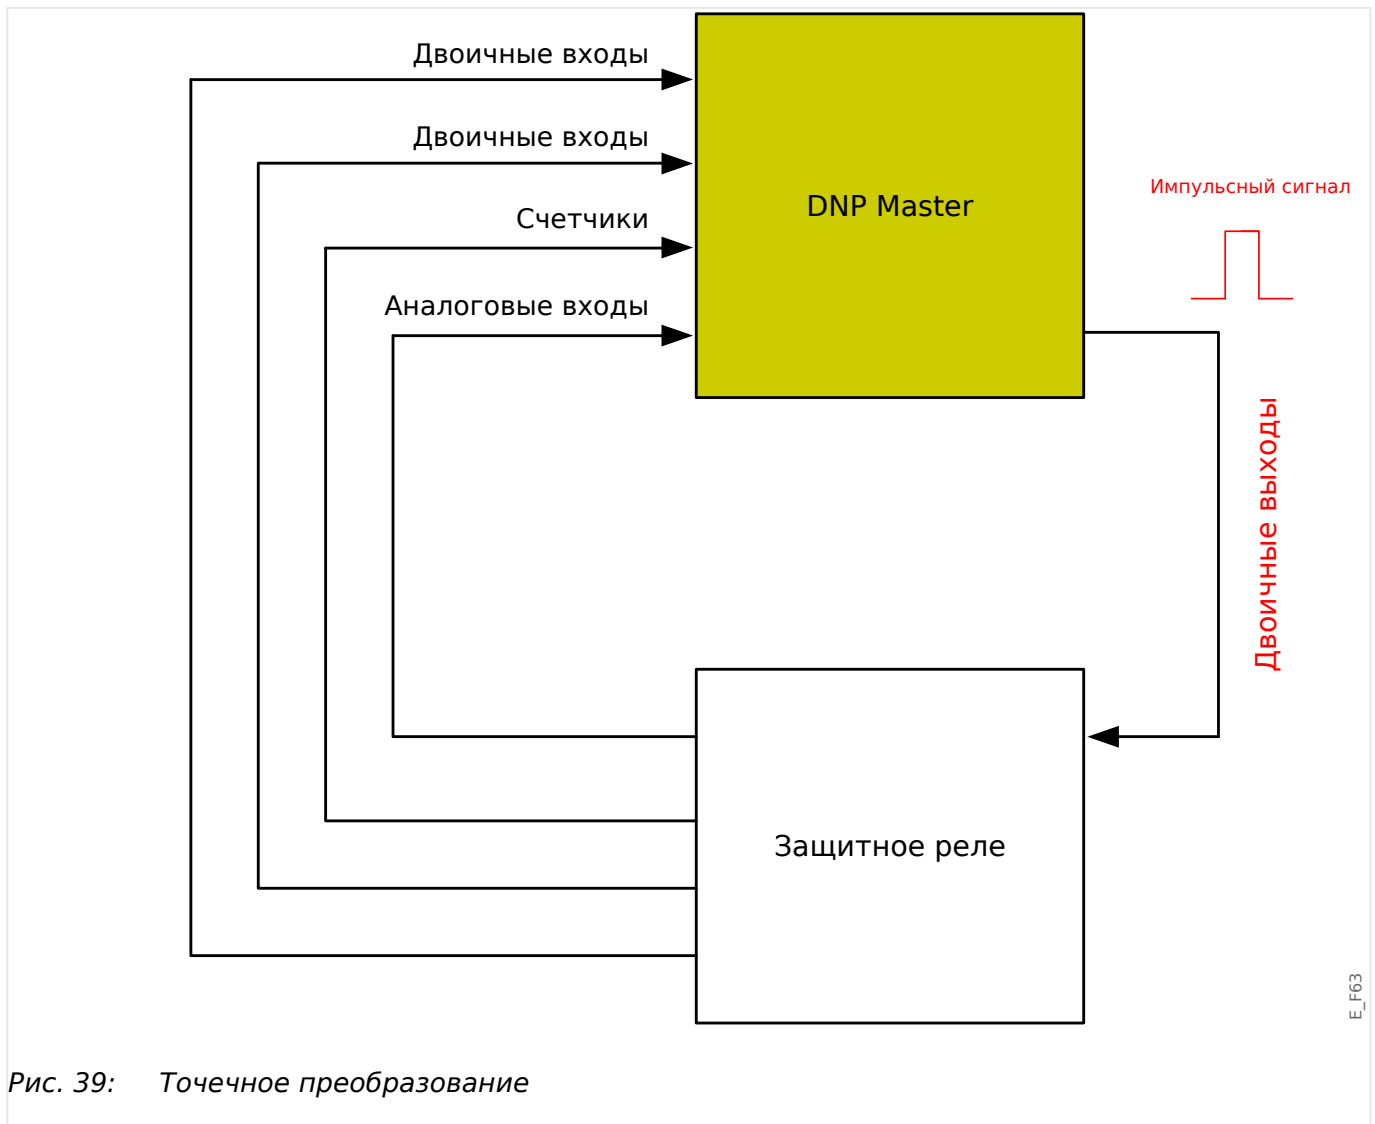 Двоичные входы
Двоичные входы
Счетчики
Аналоговые входы
DNP Master
Импульсный сигнал
Двоичные выходы
Защитное реле
E_F63
Рис. 39: Точечное преобразование